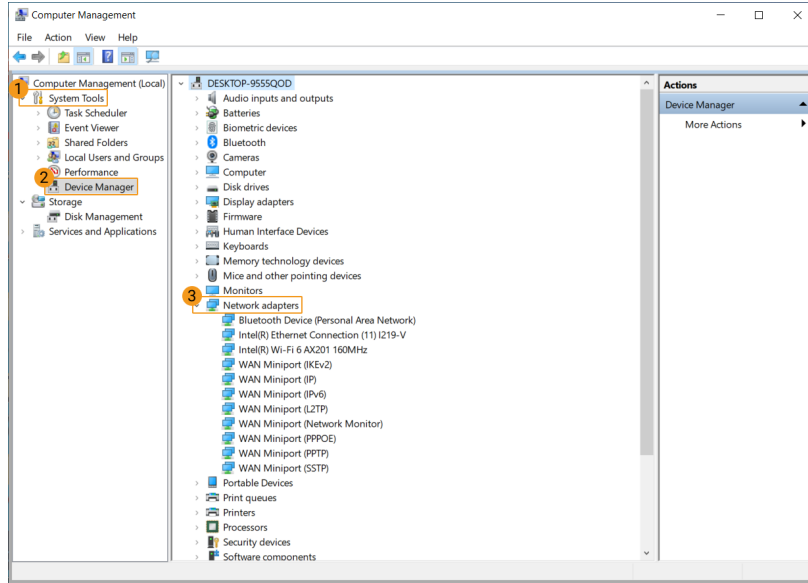 Computer Management
File Action View Help
Computer Management (Local)
1
System Tools
Task Scheduler
Event Viewer
Shared Folders
Local Users and Groups
Performance
2
Device Manager
Storage
Disk Management
Services and Applications
DESKTOP-9555QOD
Audio inputs and outputs
Batteries
Biometric devices
Bluetooth
Cameras
Computer
Disk drives
Display adapters
Firmware
Human Interface Devices
Keyboards
Memory technology devices
Mice and other pointing devices
Monitors
3
Network adapters
Bluetooth Device (Personal Area Network)
Intel(R) Ethernet Connection (11) I219-V
Intel(R) Wi-Fi 6 AX201 160MHz
WAN Miniport (IKEv2)
WAN Miniport (IP)
WAN Miniport (IPv6)
WAN Miniport (L2TP)
WAN Miniport (Network Monitor)
WAN Miniport (PPPOE)
WAN Miniport (PPTP)
WAN Miniport (SSTP)
Portable Devices
Print queues
Printers
Processors
Security devices
Software components
Actions
Device Manager
More Actions